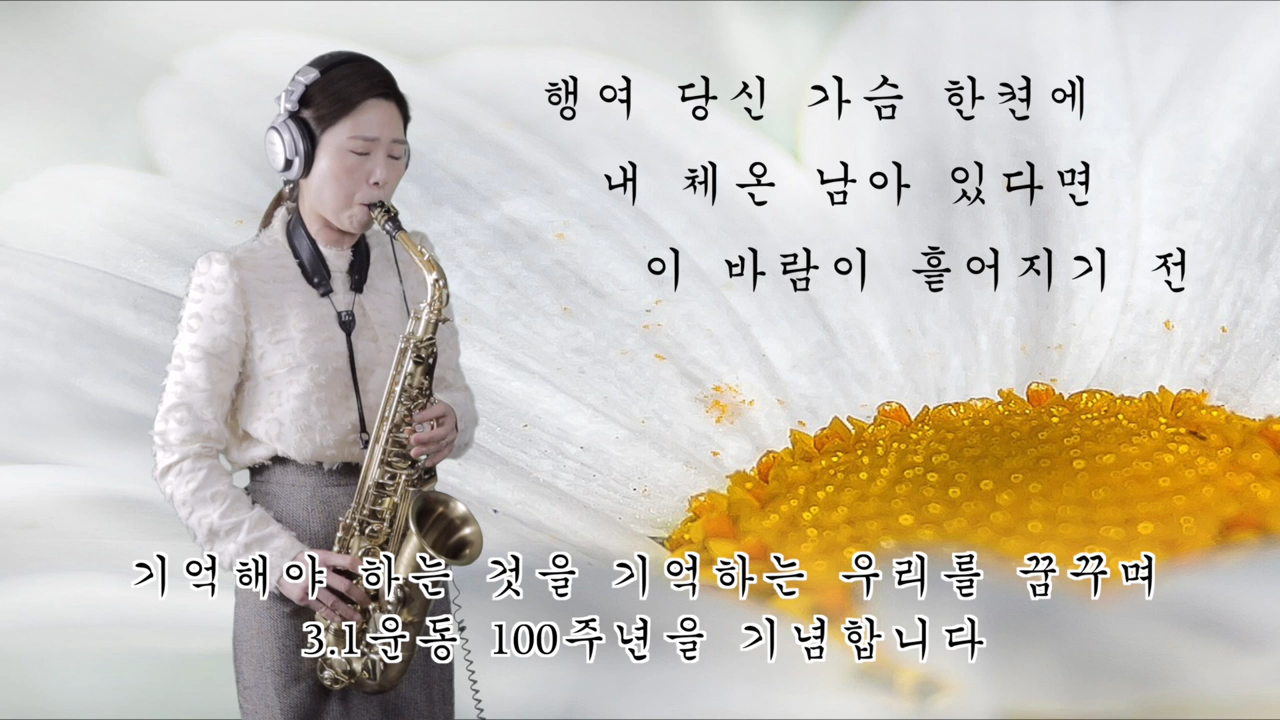 행여 당신 가슴 한켠에
내 체온 남아 있다면
이 바람이 흩어지기 전
기억해야 하는 것을 기억하는 우리를 꿈꾸며
3.1운동 100주년을 기념합니다